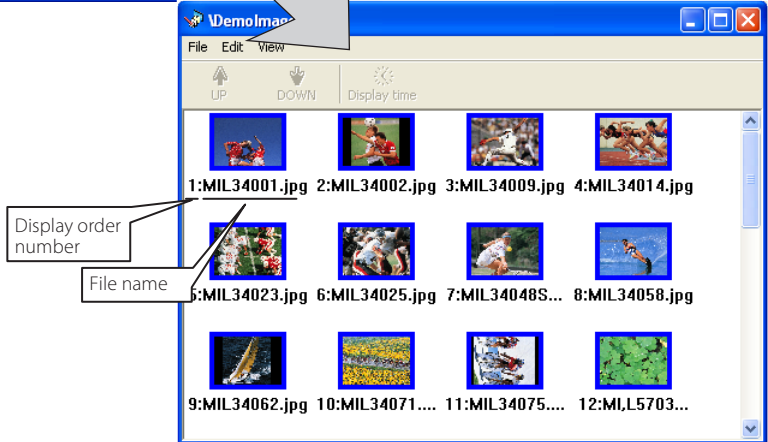 \DemoImage
File Edit View
UP DOWN Display time
1:MIL34001.jpg 2:MIL34002.jpg 3:MIL34009.jpg 4:MIL34014.jpg
Display order
number
File name
5:MIL34023.jpg 6:MIL34025.jpg 7:MIL34048S... 8:MIL34058.jpg
9:MIL34062.jpg 10:MIL34071.... 11:MIL34075.... 12:MI,L5703...